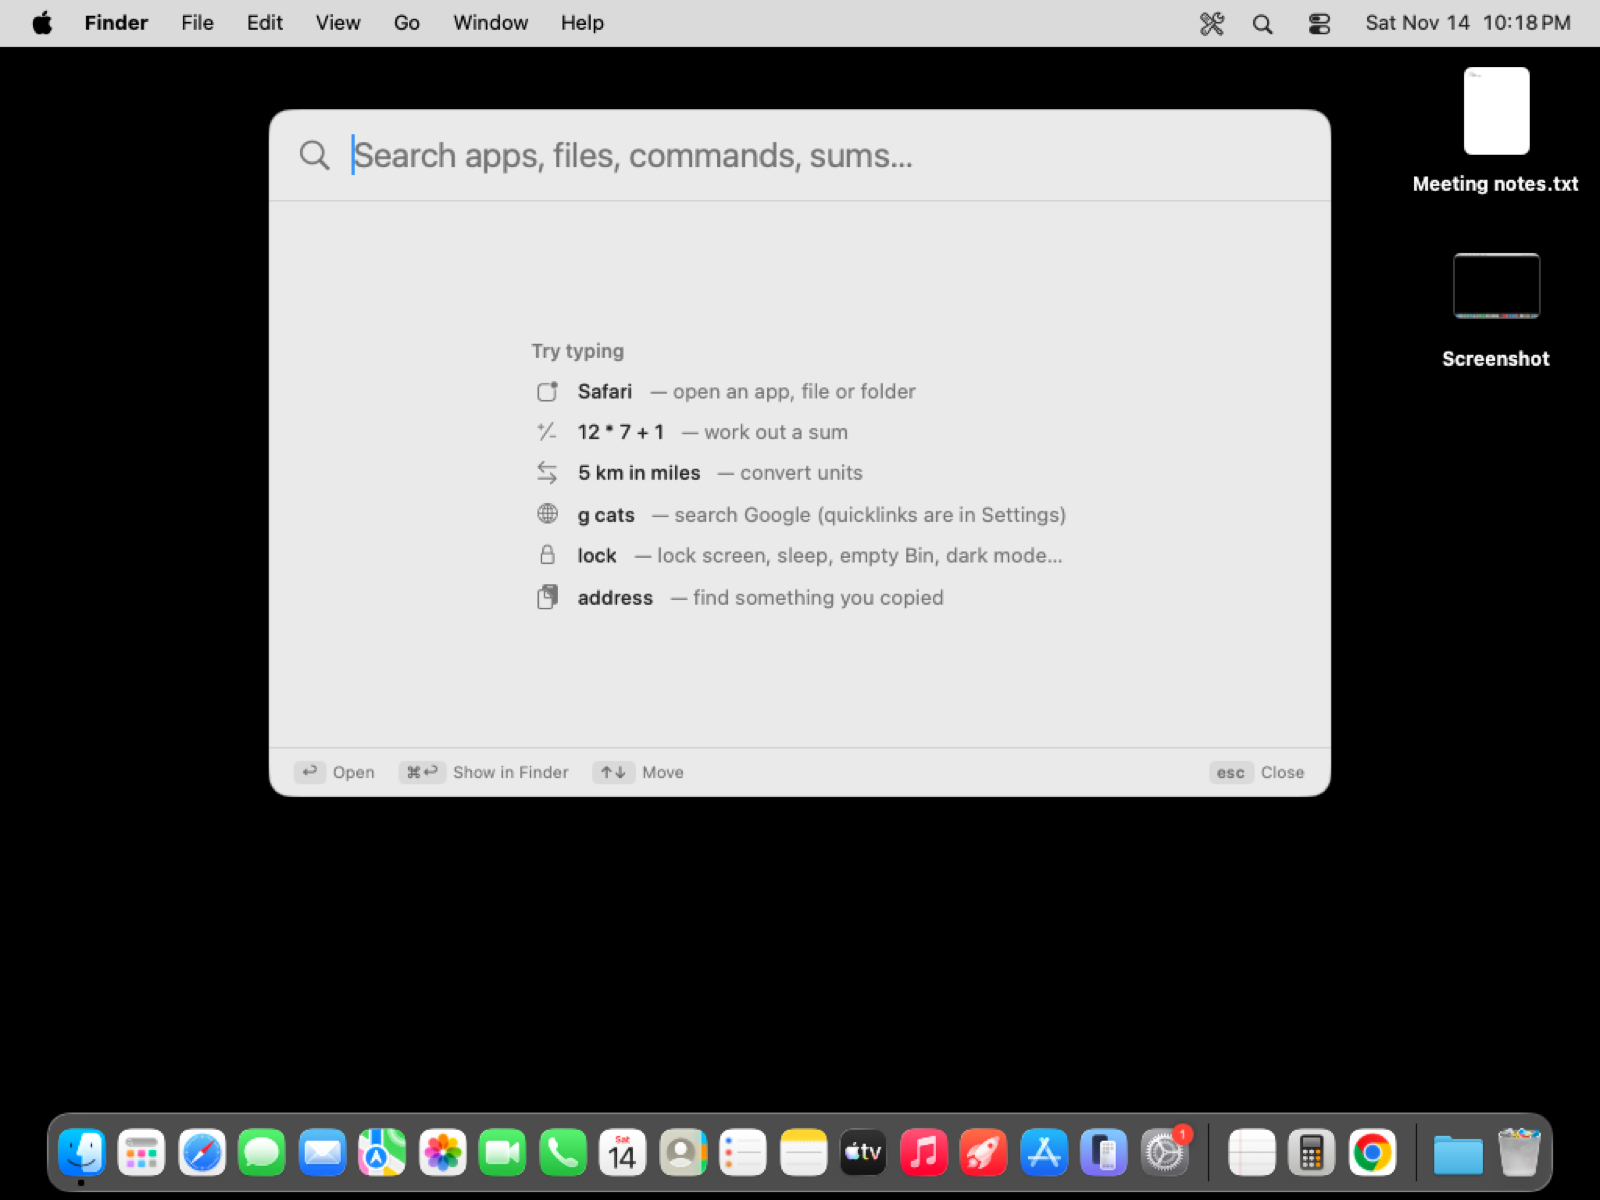 Finder File Edit View Go Window Help Sat Nov 14 10:18 PM
Search apps, files, commands, sums...
Meeting notes.txt
Screenshot
Try typing
Safari — open an app, file or folder
12 * 7 + 1 — work out a sum
5 km in miles — convert units
g cats — search Google (quicklinks are in Settings)
lock — lock screen, sleep, empty Bin, dark mode...
address — find something you copied
Open Show in Finder Move esc Close
Sat
14
tv
1